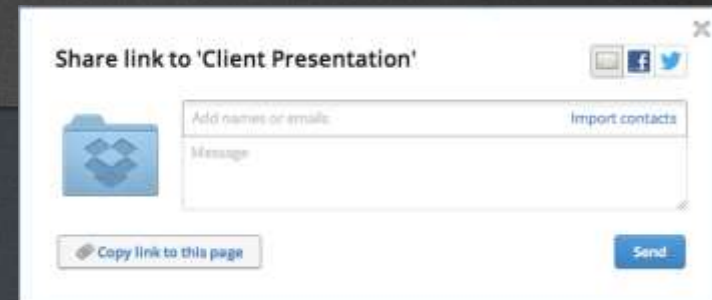 Share link to 'Client Presentation'
Add names or emails
Import contacts
Message
Copy link to this page
Send